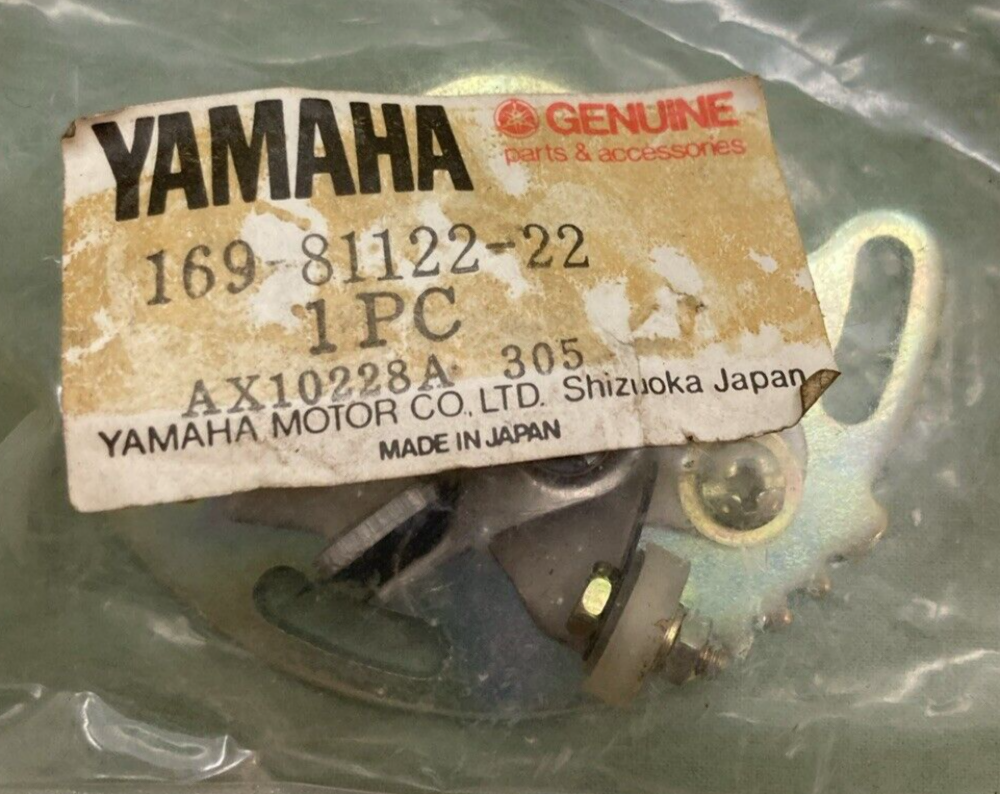 YAMAHA GENUINE
parts & accessories
169-81122-22
1 PC
AX10228A 305
YAMAHA MOTOR CO., LTD. Shizuoka Japan
MADE IN JAPAN